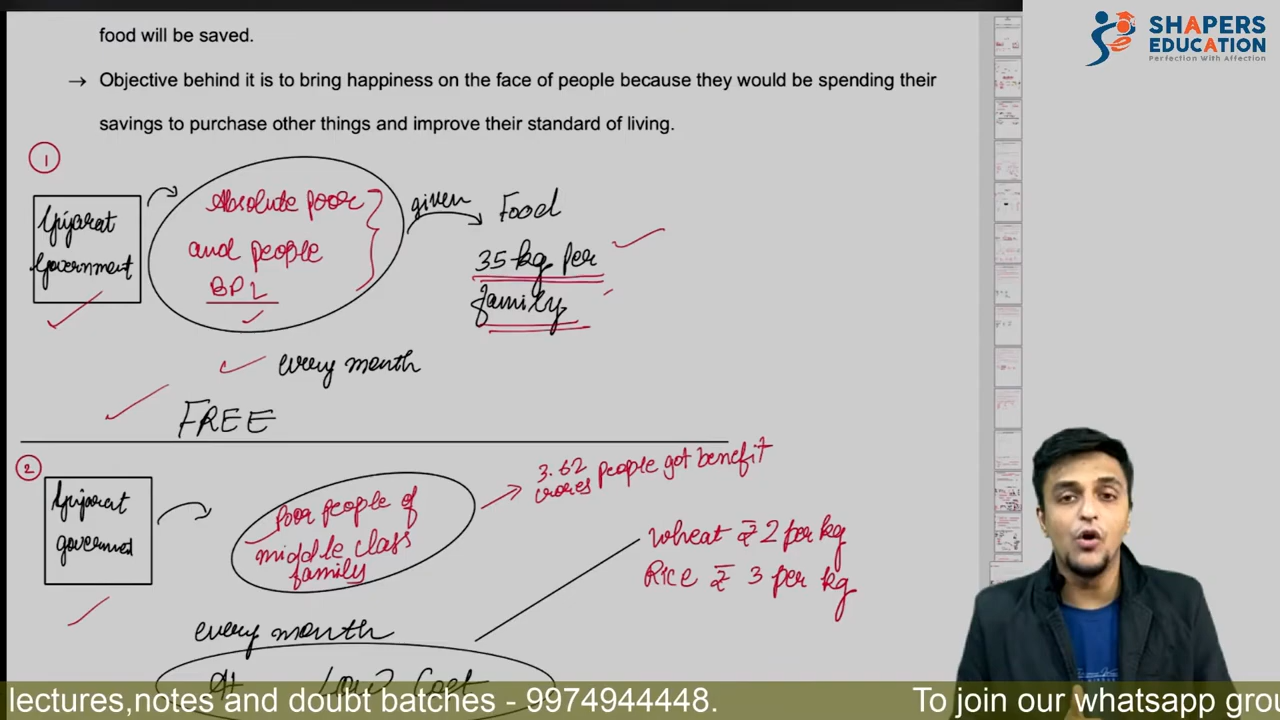 food will be saved.
→ Objective behind it is to bring happiness on the face of people because they would be spending their
savings to purchase other things and improve their standard of living.
1
Gujarat
Government
Absolute poor
and people
BPL
given
Food
35 kg per
family
every month
FREE
2
Gujarat
government
Poor people of
middle class
family
3.62
crores people got benefit
wheat ₹ 2 per kg
Rice ₹ 3 per kg
every month
At Low Cost
lectures,notes and doubt batches - 9974944448.
To join our whatsapp grou
SHAPERS
EDUCATION
Perfection With Affection